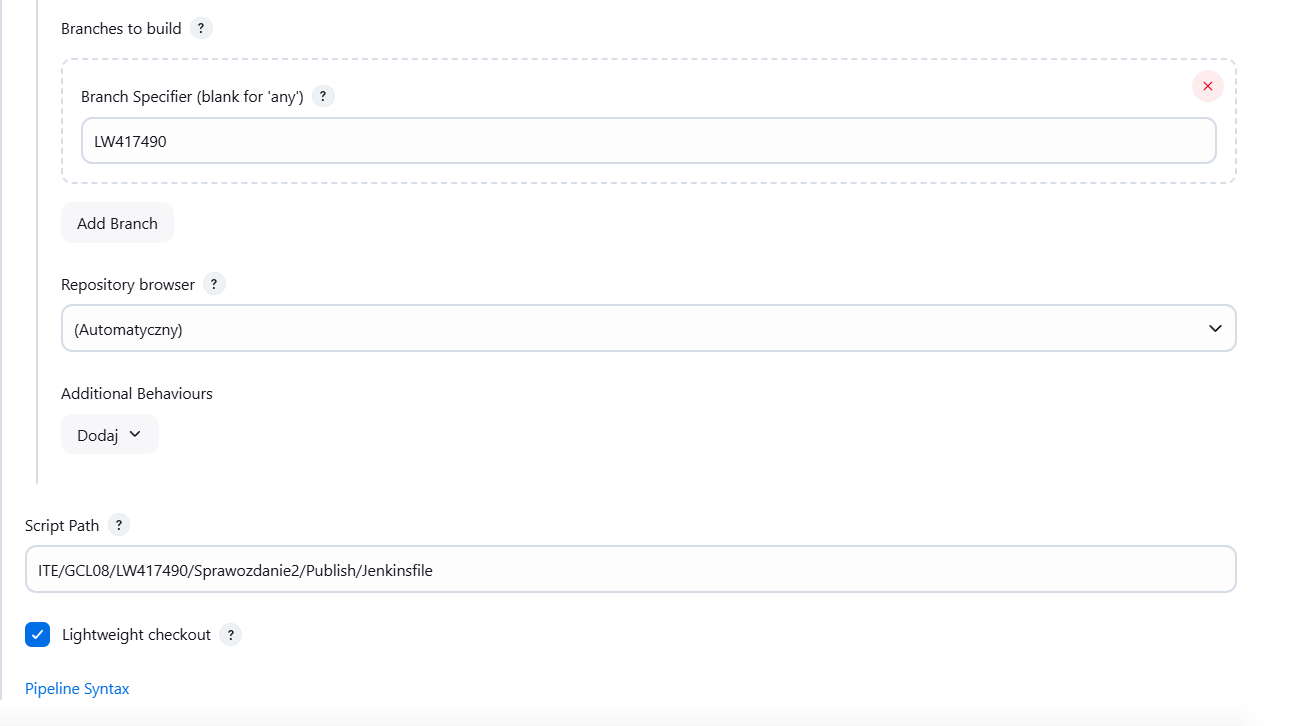 Branches to build ?
Branch Specifier (blank for 'any') ?
LW417490
Add Branch
Repository browser ?
(Automatyczny)
Additional Behaviours
Dodaj
Script Path ?
ITE/GCL08/LW417490/Sprawozdanie2/Publish/Jenkinsfile
Lightweight checkout ?
Pipeline Syntax